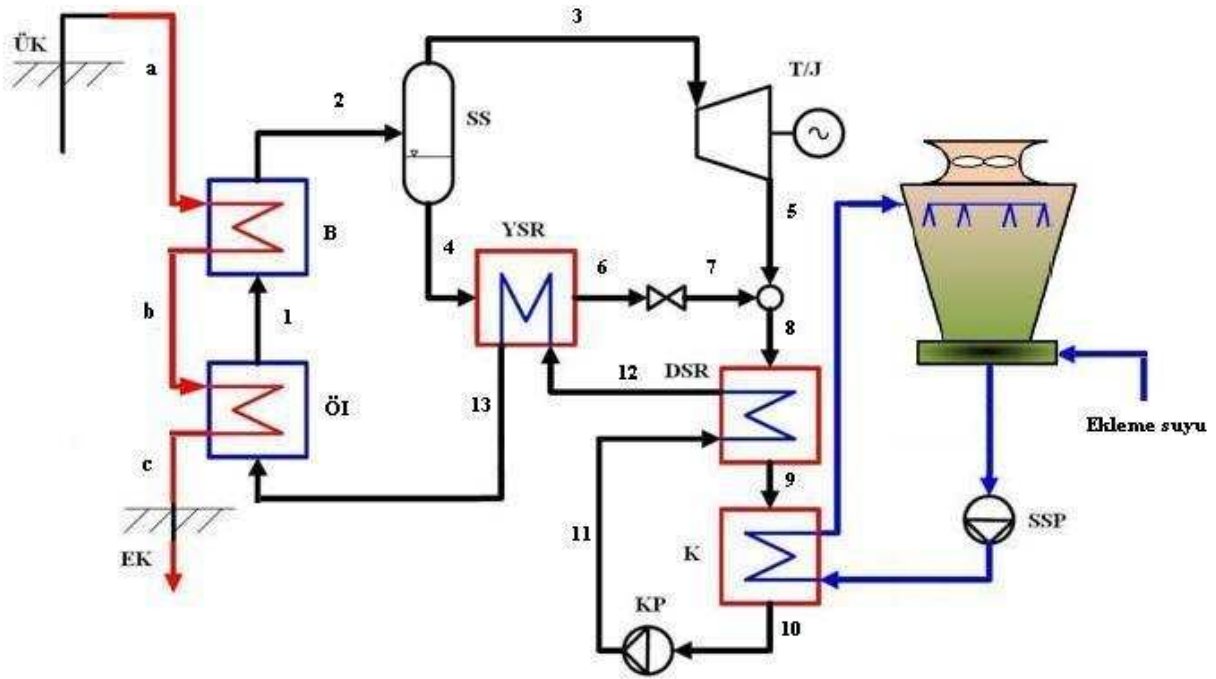 3
ÜK
a
T/J
2
SS
5
B
YSR
4
6
7
b
1
8
12
DSR
13
ÖI
Ekleme suyu
c
9
11
SSP
EK
K
KP
10